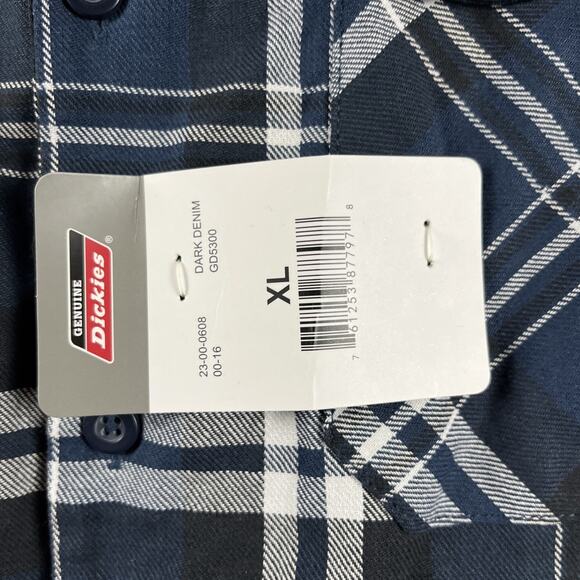 GENUINE
Dickies®
DARK DENIM
GD5300
23-00-0608
00-16
XL
7 61253 87797 8